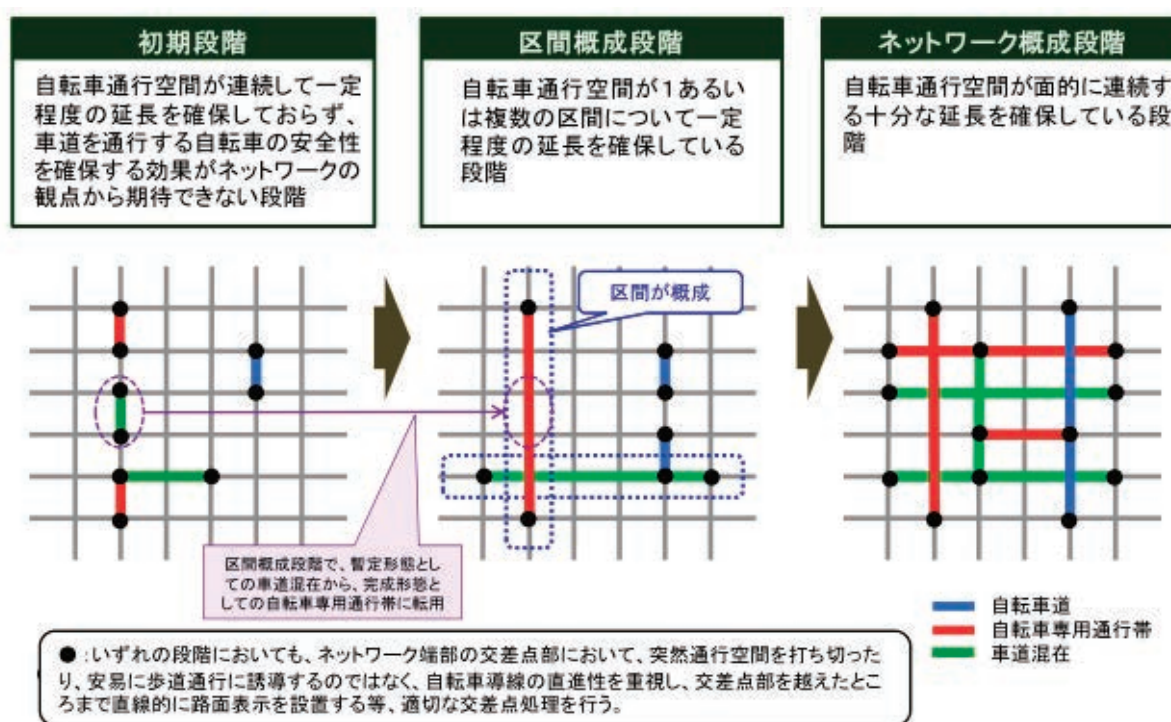 初期段階
自転車通行空間が連続して一定
程度の延長を確保しておらず、
車道を通行する自転車の安全性
を確保する効果がネットワークの
観点から期待できない段階
区間概成段階
自転車通行空間が1あるい
は複数の区間について一定
程度の延長を確保している
段階
ネットワーク概成段階
自転車通行空間が面的に連続す
る十分な延長を確保している段
階
区間が概成
区間概成段階で、暫定形態とし
ての車道混在から、完成形態と
しての自転車専用通行帯に転用
自転車道
自転車専用通行帯
車道混在
●:いずれの段階においても、ネットワーク端部の交差点部において、突然通行空間を打ち切った
り、安易に歩道通行に誘導するのではなく、自転車導線の直進性を重視し、交差点部を越えたとこ
ろまで直線的に路面表示を設置する等、適切な交差点処理を行う。